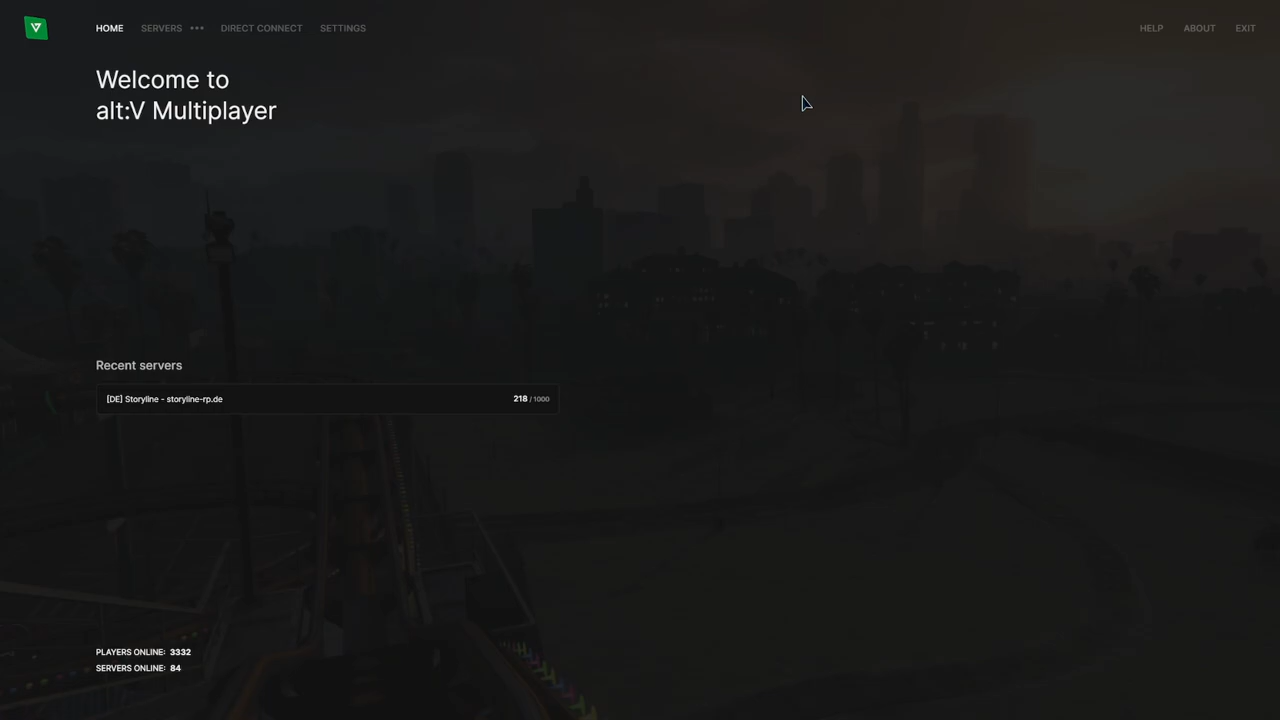 HOME SERVERS ••• DIRECT CONNECT SETTINGS HELP ABOUT EXIT
Welcome to
alt:V Multiplayer
Recent servers
[DE] Storyline - storyline-rp.de 218 / 1000
PLAYERS ONLINE: 3332
SERVERS ONLINE: 84